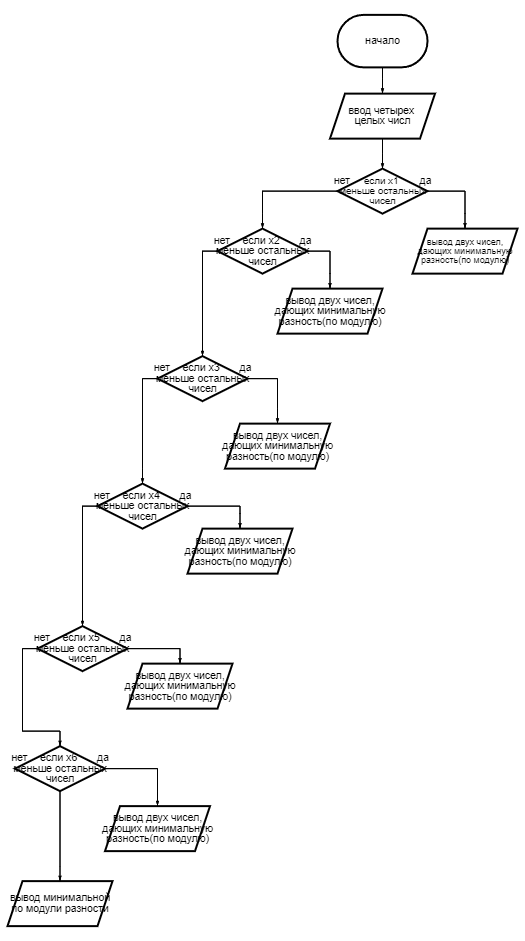 начало
ввод четырех
целых числ
нет
если x1
да
меньше остальных
чисел
вывод двух чисел,
дающих минимальную
разность(по модулю)
нет
если x2
да
меньше остальных
чисел
вывод двух чисел,
дающих минимальную
разность(по модулю)
нет
если x3
да
меньше остальных
чисел
вывод двух чисел,
дающих минимальную
разность(по модулю)
нет
если x4
да
меньше остальных
чисел
вывод двух чисел,
дающих минимальную
разность(по модулю)
нет
если x5
да
меньше остальных
чисел
вывод двух чисел,
дающих минимальную
разность(по модулю)
нет
если x6
да
меньше остальных
чисел
вывод двух чисел,
дающих минимальную
разность(по модулю)
вывод минимальной
по модули разности